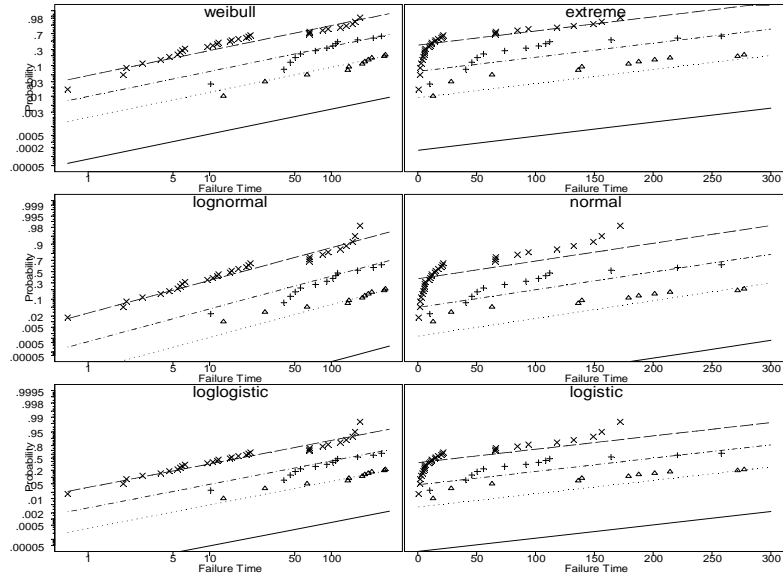 weibull
extreme
Probability
.98
.7
.3
.1
.03
.01
.003
.0005
.0002
.00005
1 5 10 50 100
Failure Time
0 50 100 150 200 250 300
Failure Time
lognormal
normal
Probability
.999
.995
.98
.9
.7
.5
.3
.1
.02
.005
.0005
.00005
1 5 10 50 100
Failure Time
0 50 100 150 200 250 300
Failure Time
loglogistic
logistic
Probability
.9995
.998
.99
.95
.8
.5
.2
.05
.01
.002
.0005
.00005
1 5 10 50 100
Failure Time
0 50 100 150 200 250 300
Failure Time